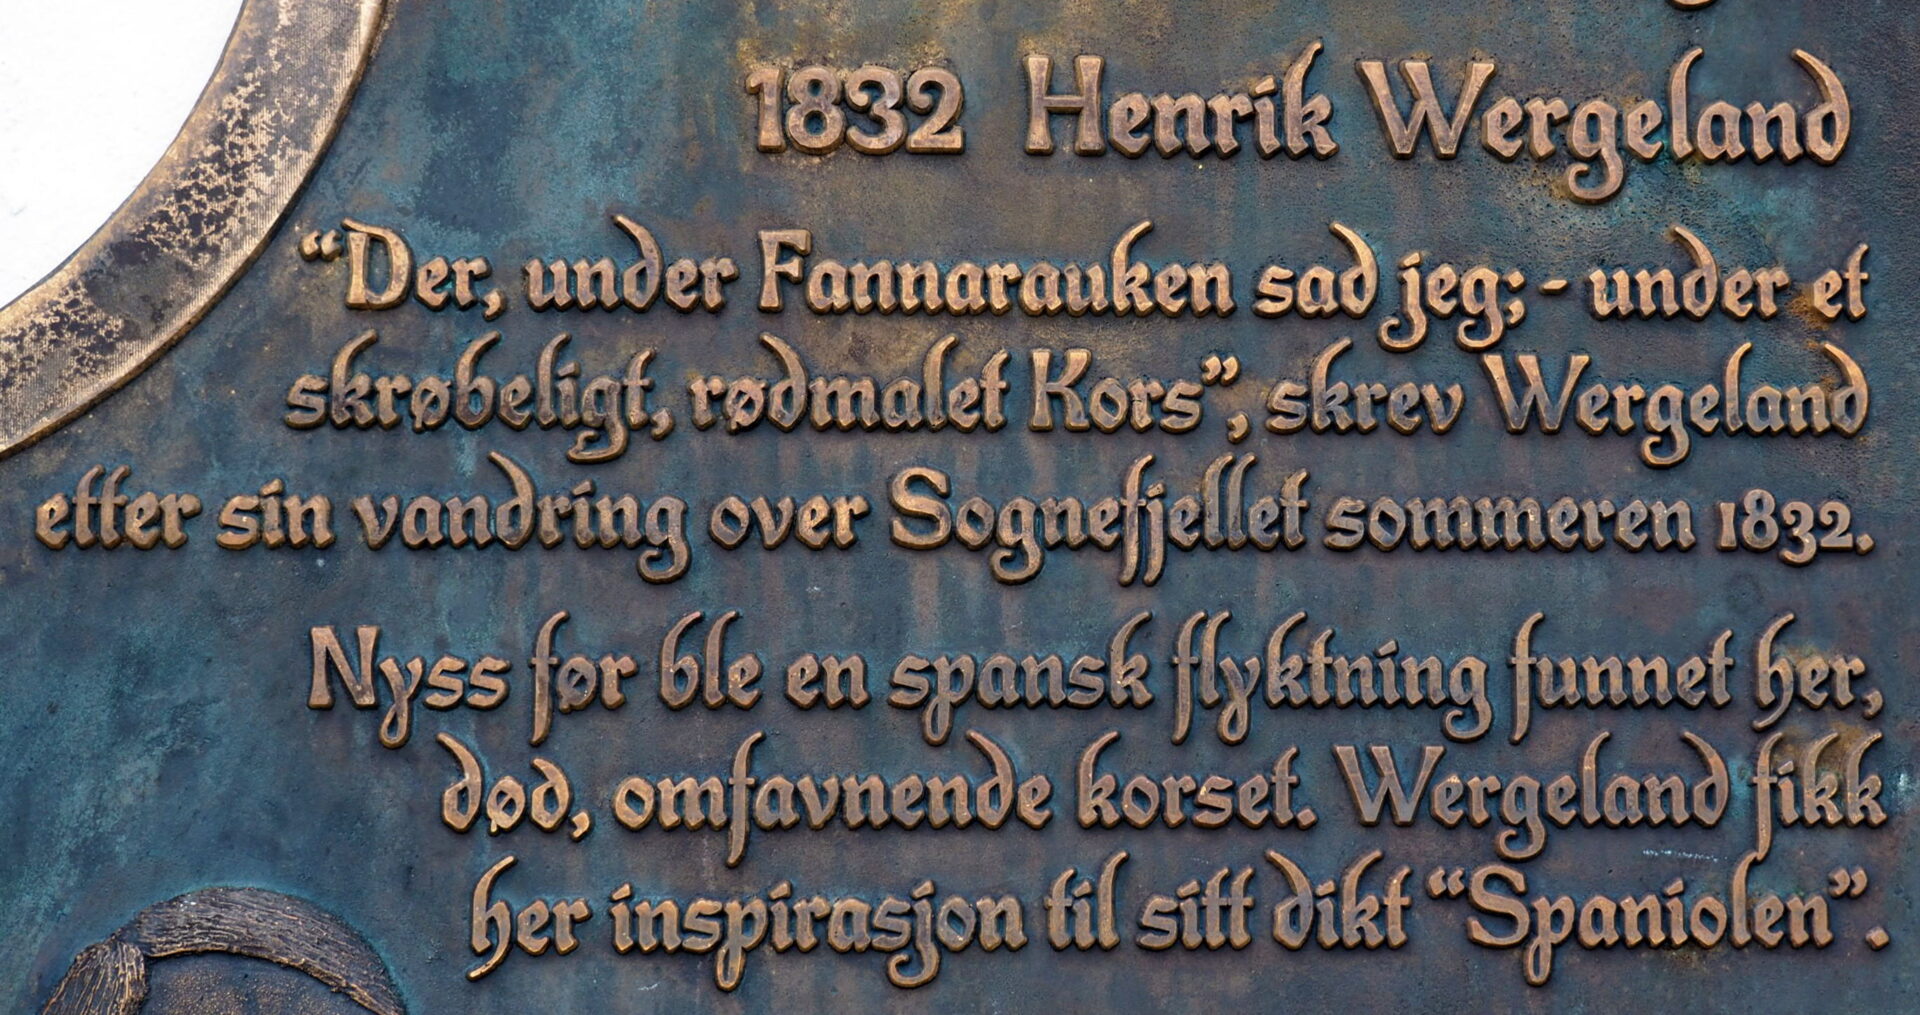 1832 Henrik Wergeland
“Der, under Fannarauken sad jeg;- under et
skrøbeligt, rødmalet Kors”, skrev Wergeland
etter sin vandring over Sognefjellet sommeren 1832.
Nyss før ble en spansk flyktning funnet her,
død, omfavnende korset. Wergeland fikk
her inspirasjon til sitt dikt “Spaniolen”.